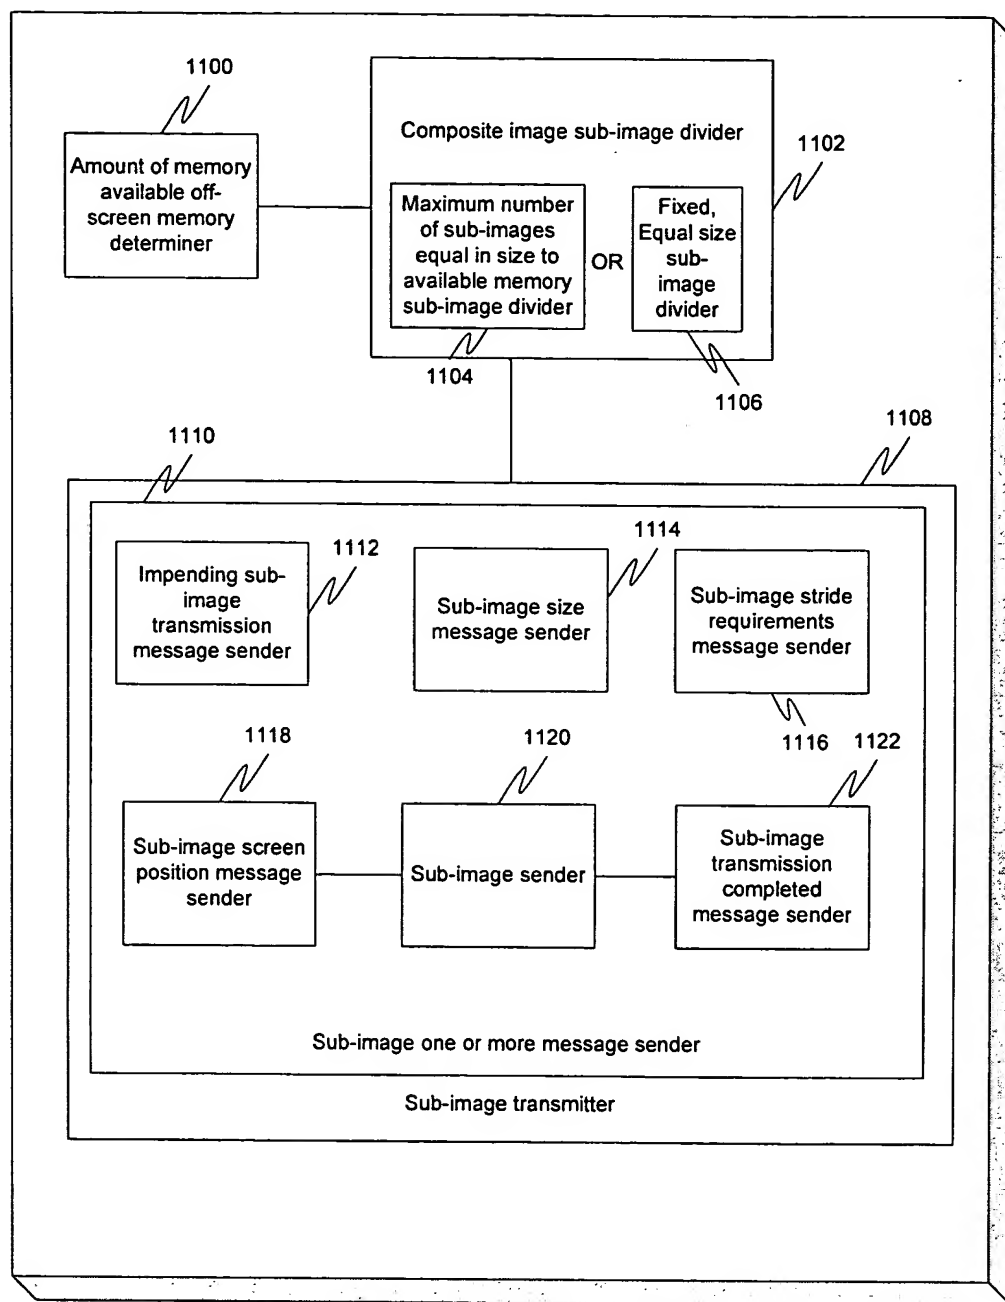 1100
Composite image sub-image divider
1102
Amount of memory
available off-
screen memory
determiner
Maximum number
of sub-images
equal in size to
available memory
sub-image divider
OR
Fixed,
Equal size
sub-
image
divider
1104
1106
1108
1110
1112
Impending sub-
image
transmission
message sender
1114
Sub-image size
message sender
Sub-image stride
requirements
message sender
1116
1118
Sub-image screen
position message
sender
1120
Sub-image sender
1122
Sub-image
transmission
completed
message sender
Sub-image one or more message sender
Sub-image transmitter